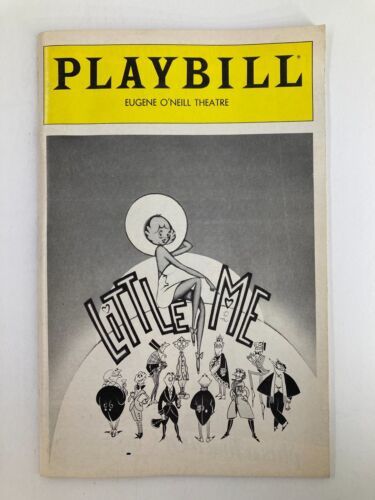 PLAYBILL®
EUGENE O'NEILL THEATRE
LITTLE ME